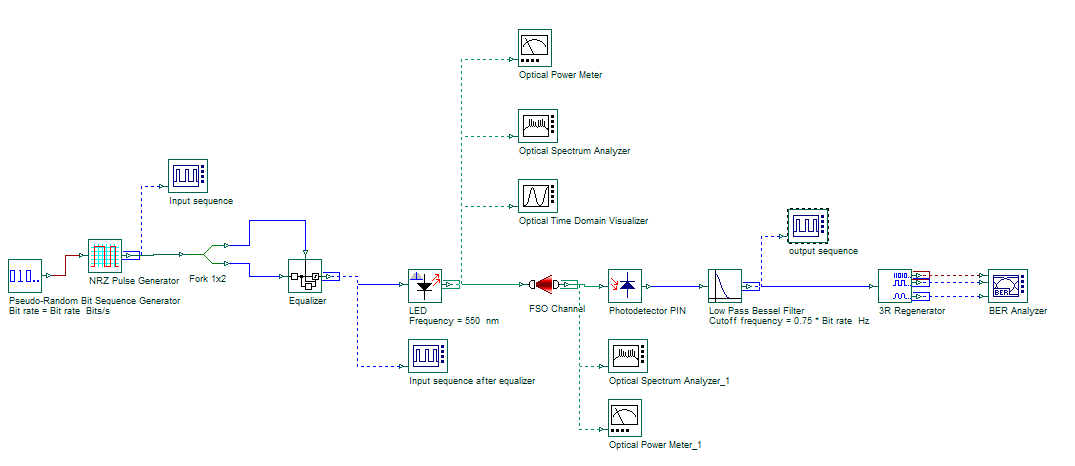 Optical Power Meter
Optical Spectrum Analyzer
Input sequence
Optical Time Domain Visualizer
output sequence
010..
NRZ Pulse Generator
Fork 1x2
Pseudo-Random Bit Sequence Generator
Bit rate = Bit rate Bits/s
Equalizer
LED
Frequency = 550 nm
FSO Channel
Photodetector PIN
Low Pass Bessel Filter
Cutoff frequency = 0.75 * Bit rate Hz
3R Regenerator
BER
BER Analyzer
Input sequence after equalizer
Optical Spectrum Analyzer_1
Optical Power Meter_1